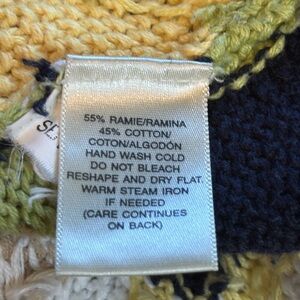 55% RAMIE/RAMINA
45% COTTON/
COTON/ALGODÓN
HAND WASH COLD
DO NOT BLEACH
RESHAPE AND DRY FLAT.
WARM STEAM IRON
IF NEEDED
(CARE CONTINUES
ON BACK)